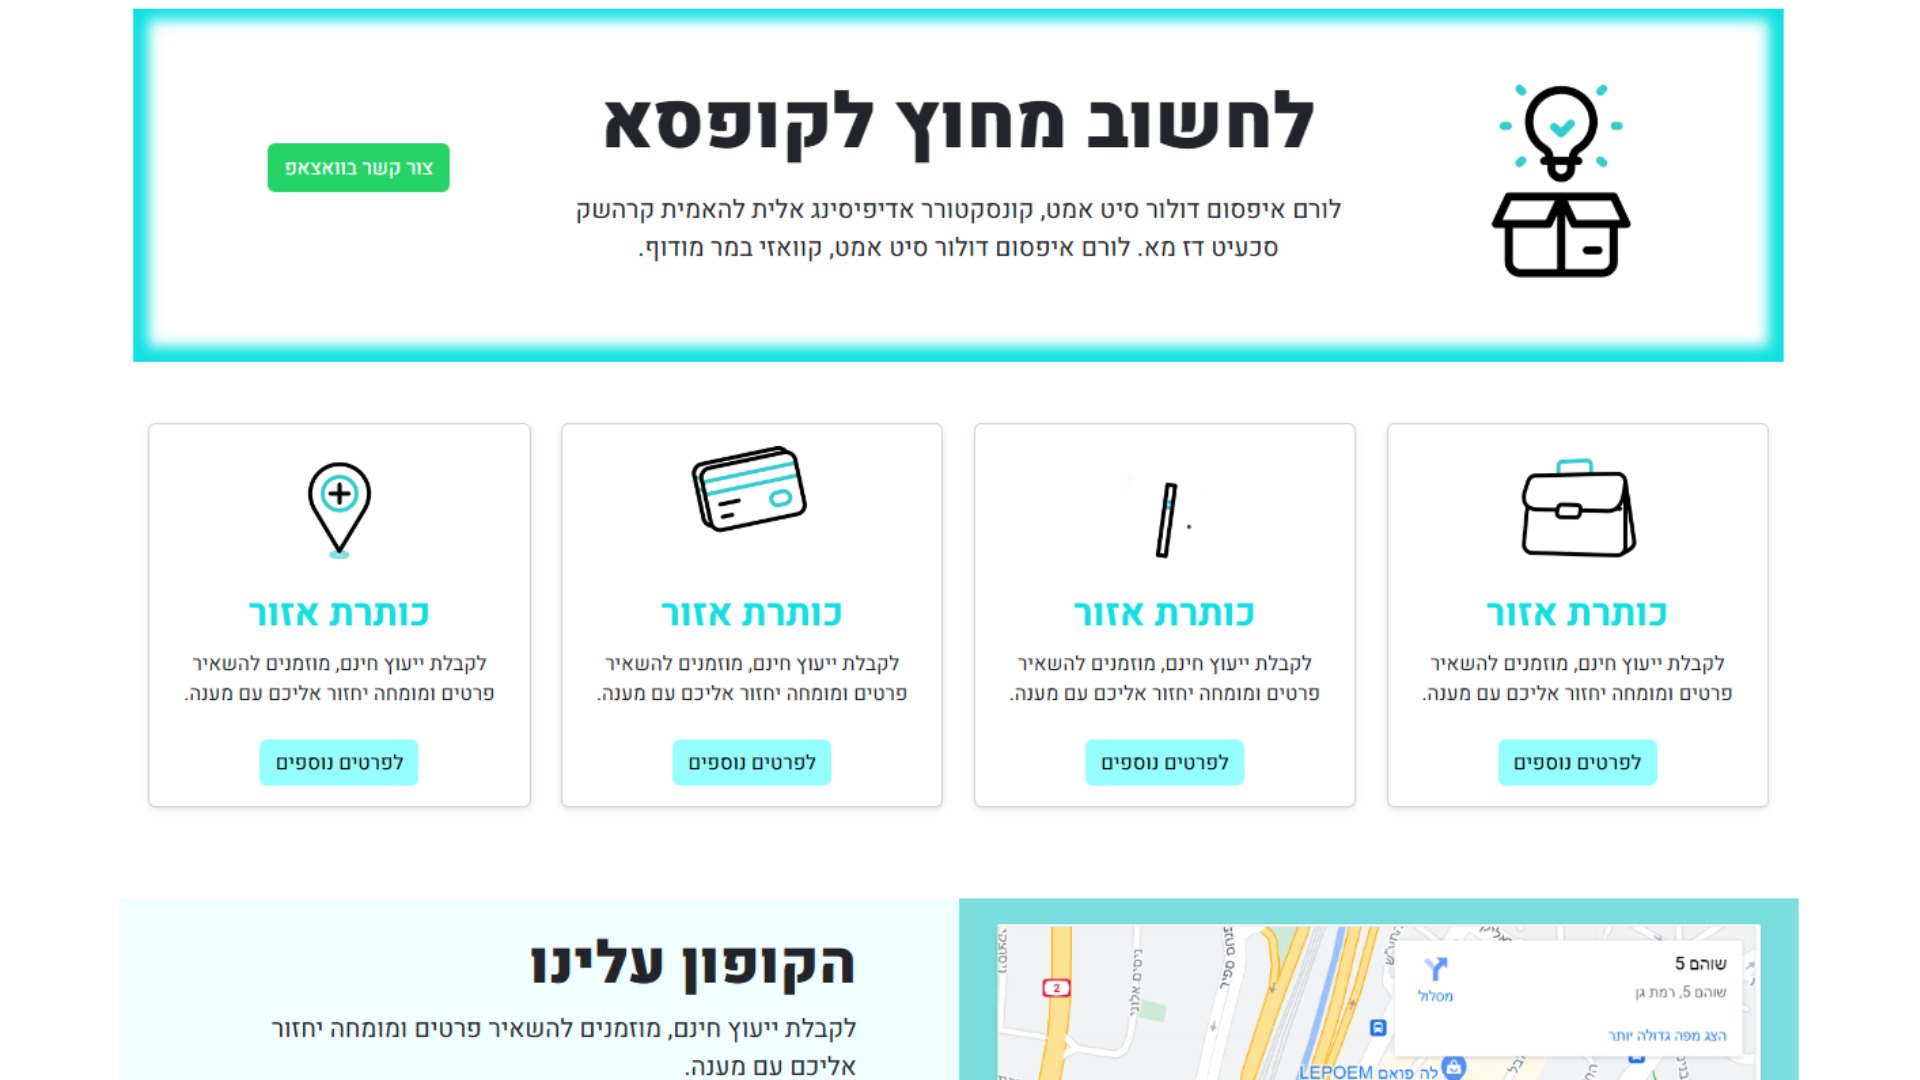 לחשוב מחוץ לקופסא
לורם איפסום דולור סיט אמט, קונסקטורר אדיפיסינג אלית להאמית קרהשק
סכעיט דז מא. לורם איפסום דולור סיט אמט, קוואזי במר מודוף.
צור קשר בוואצאפ
כותרת אזור
לקבלת ייעוץ חינם, מוזמנים להשאיר
פרטים ומומחה יחזור אליכם עם מענה.
לפרטים נוספים
כותרת אזור
לקבלת ייעוץ חינם, מוזמנים להשאיר
פרטים ומומחה יחזור אליכם עם מענה.
לפרטים נוספים
כותרת אזור
לקבלת ייעוץ חינם, מוזמנים להשאיר
פרטים ומומחה יחזור אליכם עם מענה.
לפרטים נוספים
כותרת אזור
לקבלת ייעוץ חינם, מוזמנים להשאיר
פרטים ומומחה יחזור אליכם עם מענה.
לפרטים נוספים
שוהם 5
שוהם 5, רמת גן
מסלול
הצג מפה גדולה יותר
פנחס ספיר
ניסים אלוני
2
לה פואם LEPOEM
הקופון עלינו
לקבלת ייעוץ חינם, מוזמנים להשאיר פרטים ומומחה יחזור
אליכם עם מענה.